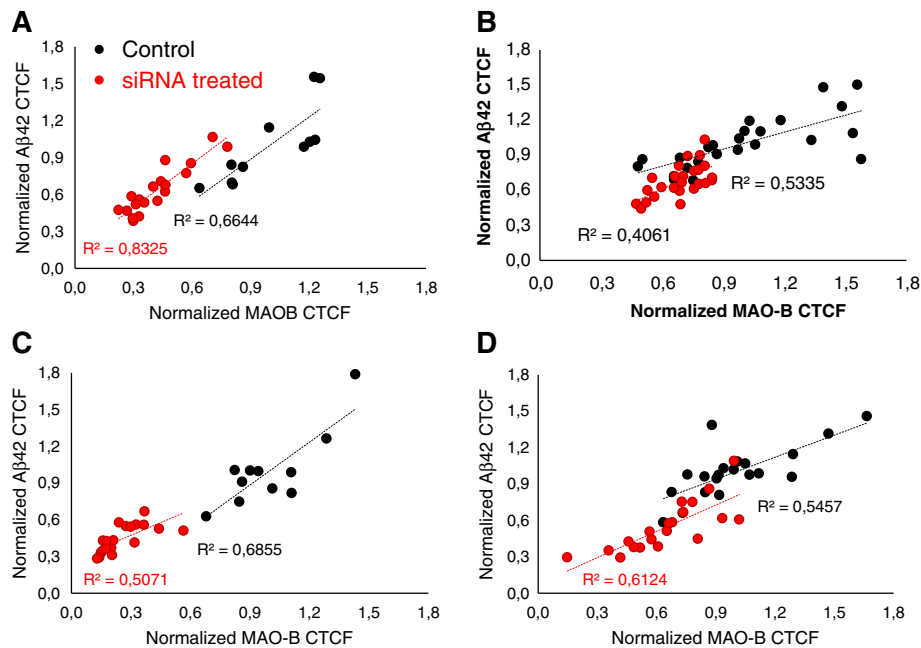 A
Control
siRNA treated
Normalized Aβ42 CTCF
1,8
1,5
1,2
0,9
0,6
0,3
0,0
R² = 0,6644
R² = 0,8325
0,0 0,3 0,6 0,9 1,2 1,5 1,8
Normalized MAOB CTCF
B
Normalized Aβ42 CTCF
1,8
1,5
1,2
0,9
0,6
0,3
0,0
R² = 0,5335
R² = 0,4061
0,0 0,3 0,6 0,9 1,2 1,5 1,8
Normalized MAO-B CTCF
C
Normalized Aβ42 CTCF
1,8
1,5
1,2
0,9
0,6
0,3
0,0
R² = 0,6855
R² = 0,5071
0,0 0,3 0,6 0,9 1,2 1,5 1,8
Normalized MAO-B CTCF
D
Normalized Aβ42 CTCF
1,8
1,5
1,2
0,9
0,6
0,3
0,0
R² = 0,5457
R² = 0,6124
0,0 0,3 0,6 0,9 1,2 1,5 1,8
Normalized MAO-B CTCF